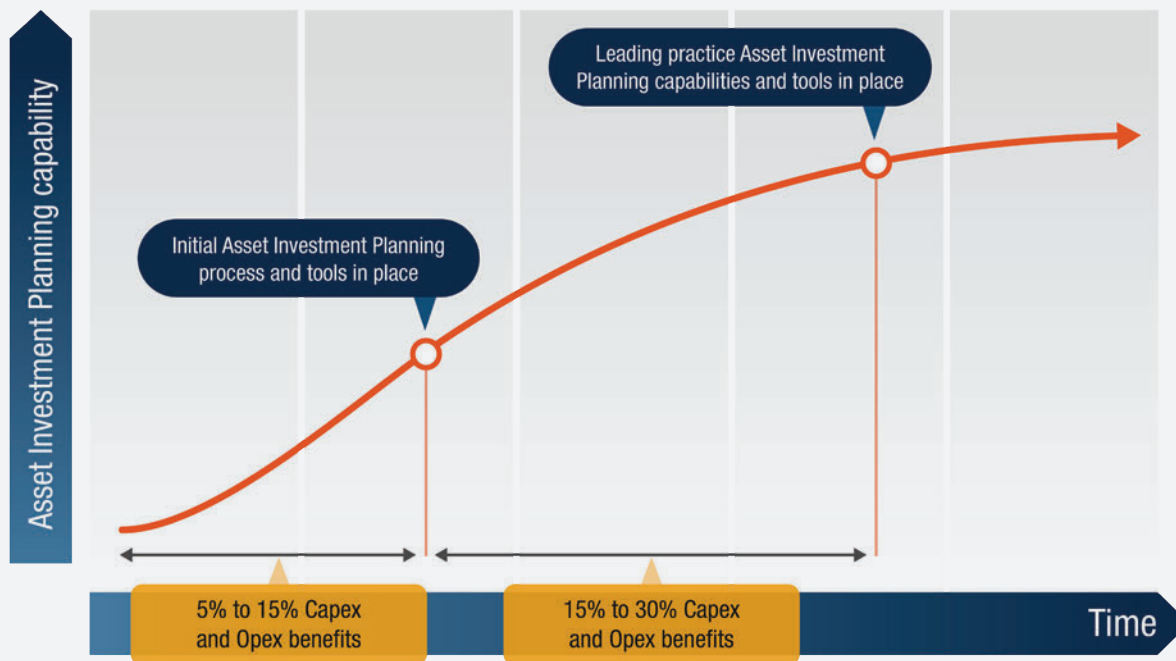 Asset Investment Planning capability
Leading practice Asset Investment
Planning capabilities and tools in place
Initial Asset Investment Planning
process and tools in place
5% to 15% Capex
and Opex benefits
15% to 30% Capex
and Opex benefits
Time